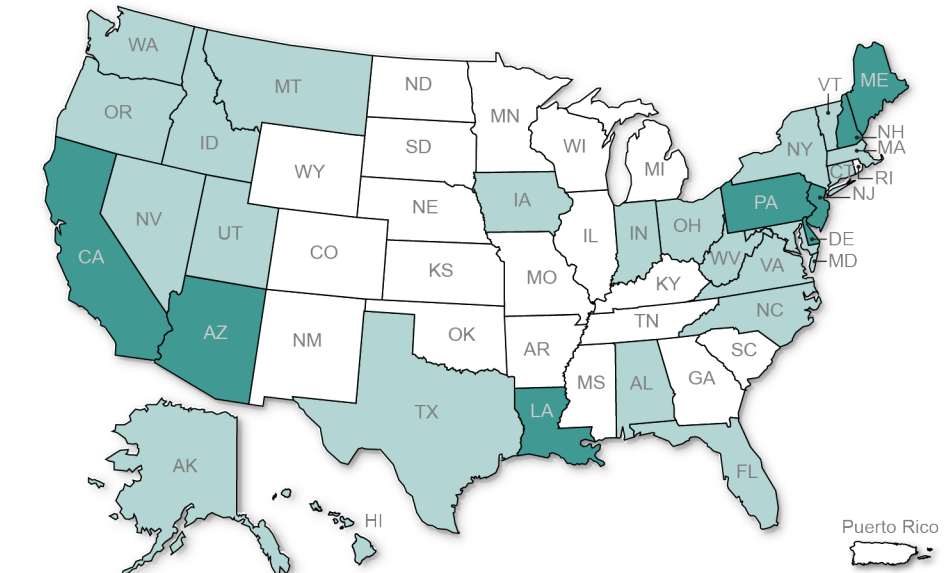 WA
MT
ND
MN
VT
ME
OR
ID
SD
WI
MI
NY
NH
MA
WY
CT
RI
NJ
NV
UT
NE
IA
PA
CO
IL
IN
OH
DE
CA
KS
MO
WV
VA
MD
KY
AZ
NM
OK
AR
TN
NC
SC
MS
AL
GA
TX
LA
AK
FL
HI
Puerto Rico